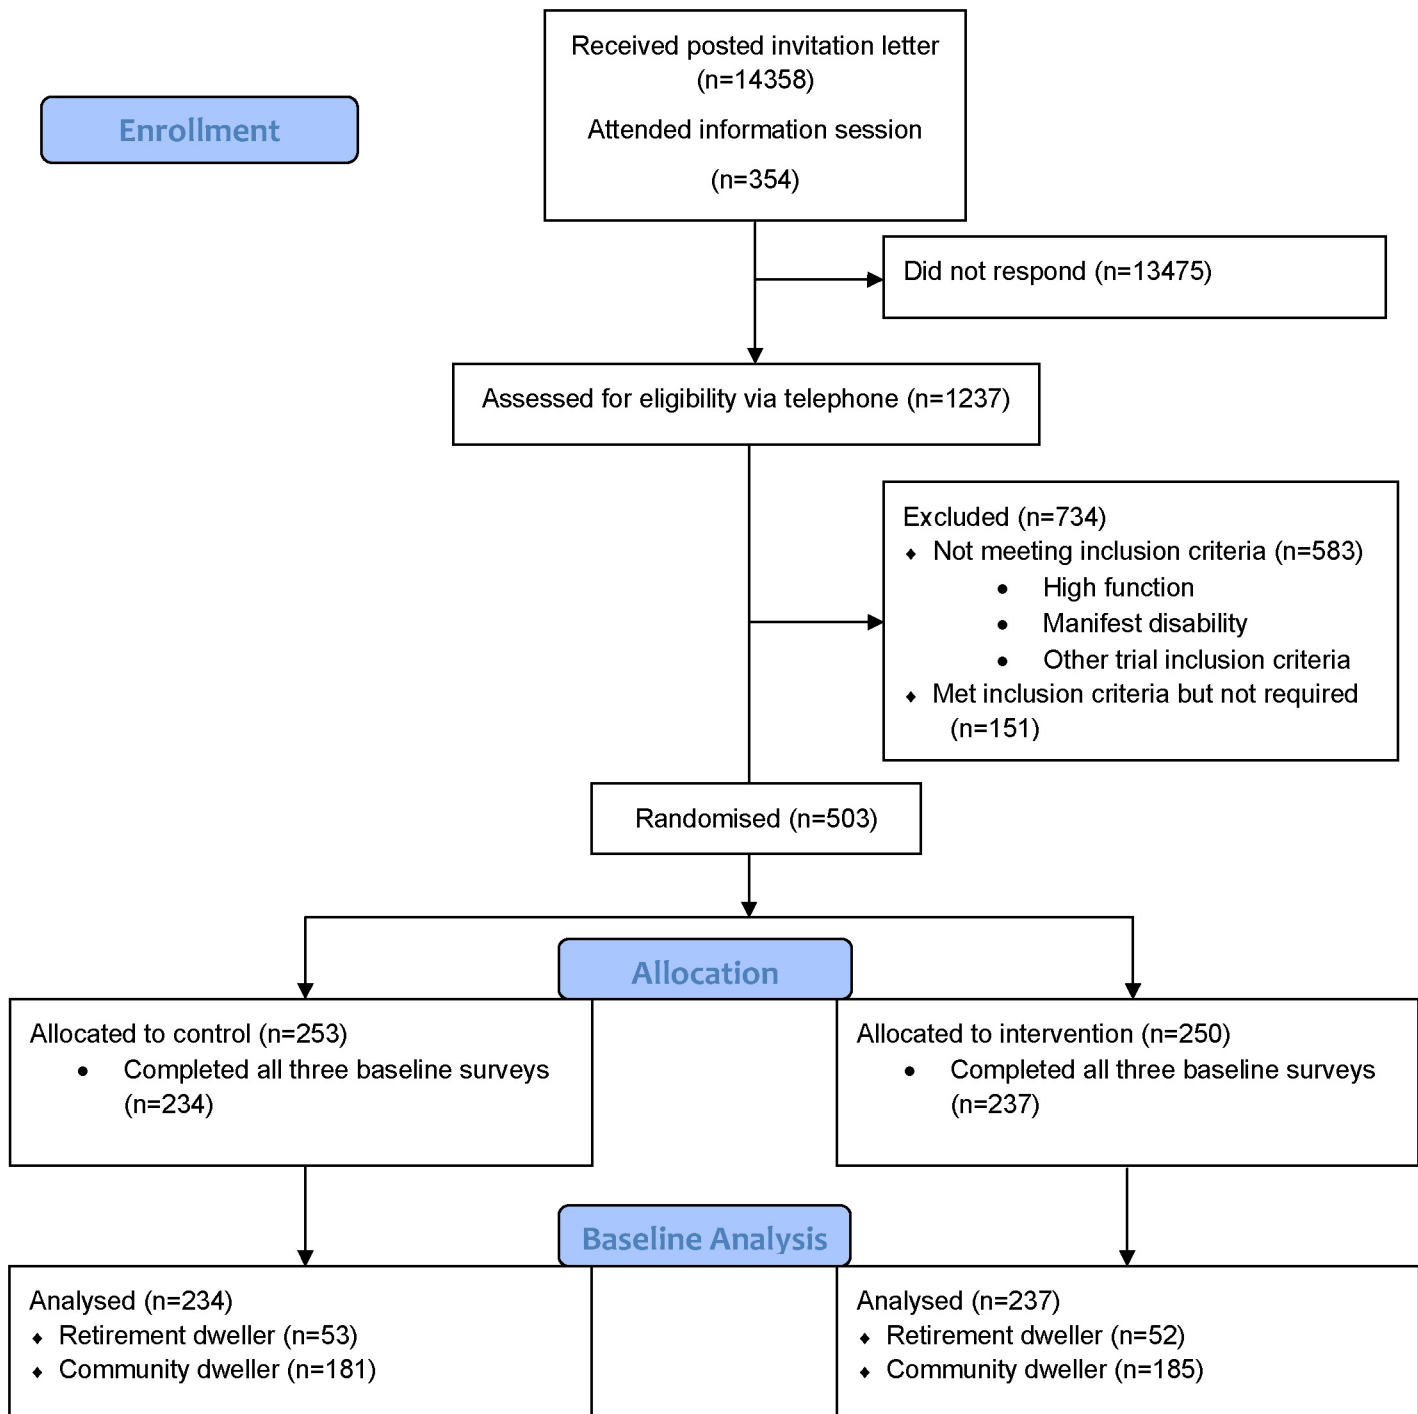 Received posted invitation letter
(n=14358)
Attended information session
(n=354)
Enrollment
Did not respond (n=13475)
Assessed for eligibility via telephone (n=1237)
Excluded (n=734)
⬧ Not meeting inclusion criteria (n=583)
• High function
• Manifest disability
• Other trial inclusion criteria
⬧ Met inclusion criteria but not required
(n=151)
Randomised (n=503)
Allocation
Allocated to control (n=253)
• Completed all three baseline surveys
(n=234)
Allocated to intervention (n=250)
• Completed all three baseline surveys
(n=237)
Baseline Analysis
Analysed (n=234)
⬧ Retirement dweller (n=53)
⬧ Community dweller (n=181)
Analysed (n=237)
⬧ Retirement dweller (n=52)
⬧ Community dweller (n=185)